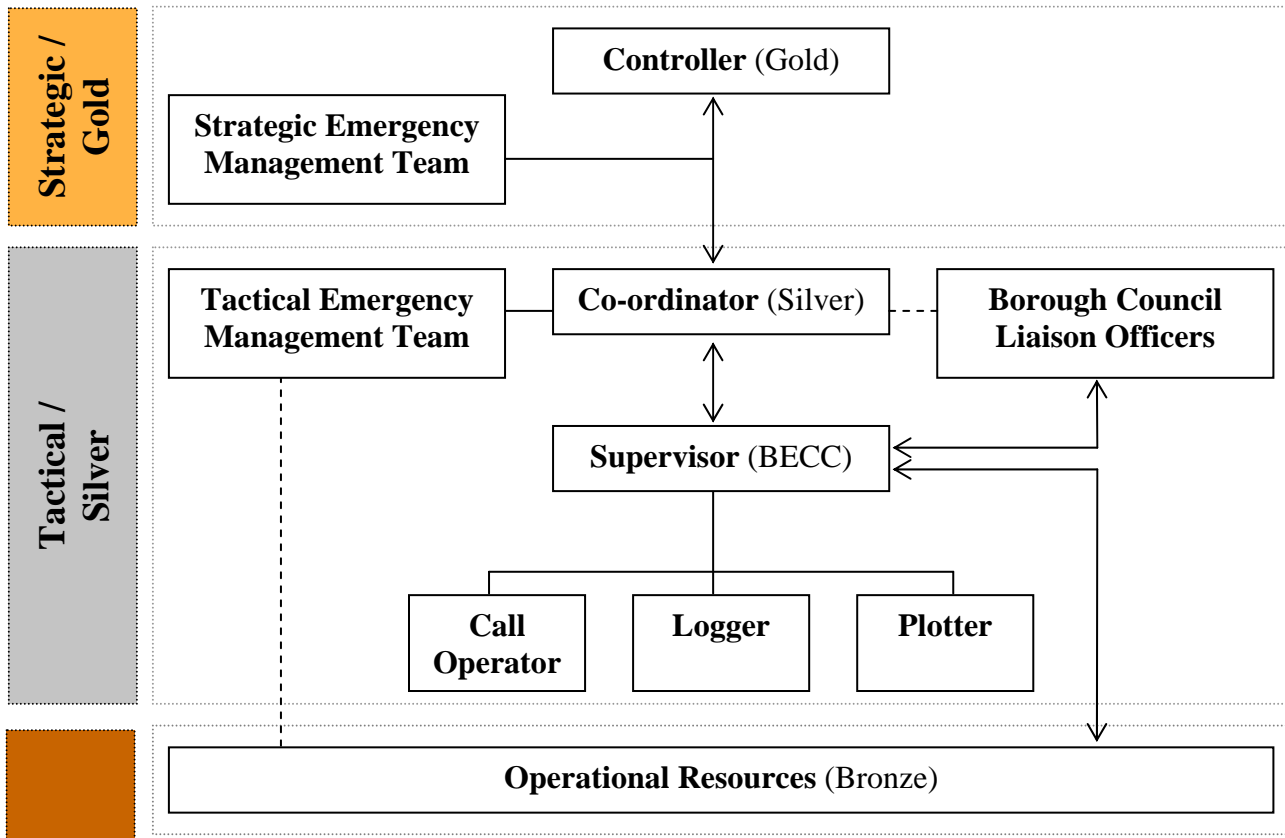 Strategic /
Gold
Controller (Gold)
Strategic Emergency
Management Team
Tactical /
Silver
Tactical Emergency
Management Team
Co-ordinator (Silver)
Borough Council
Liaison Officers
Supervisor (BECC)
Call
Operator
Logger
Plotter
Operational Resources (Bronze)